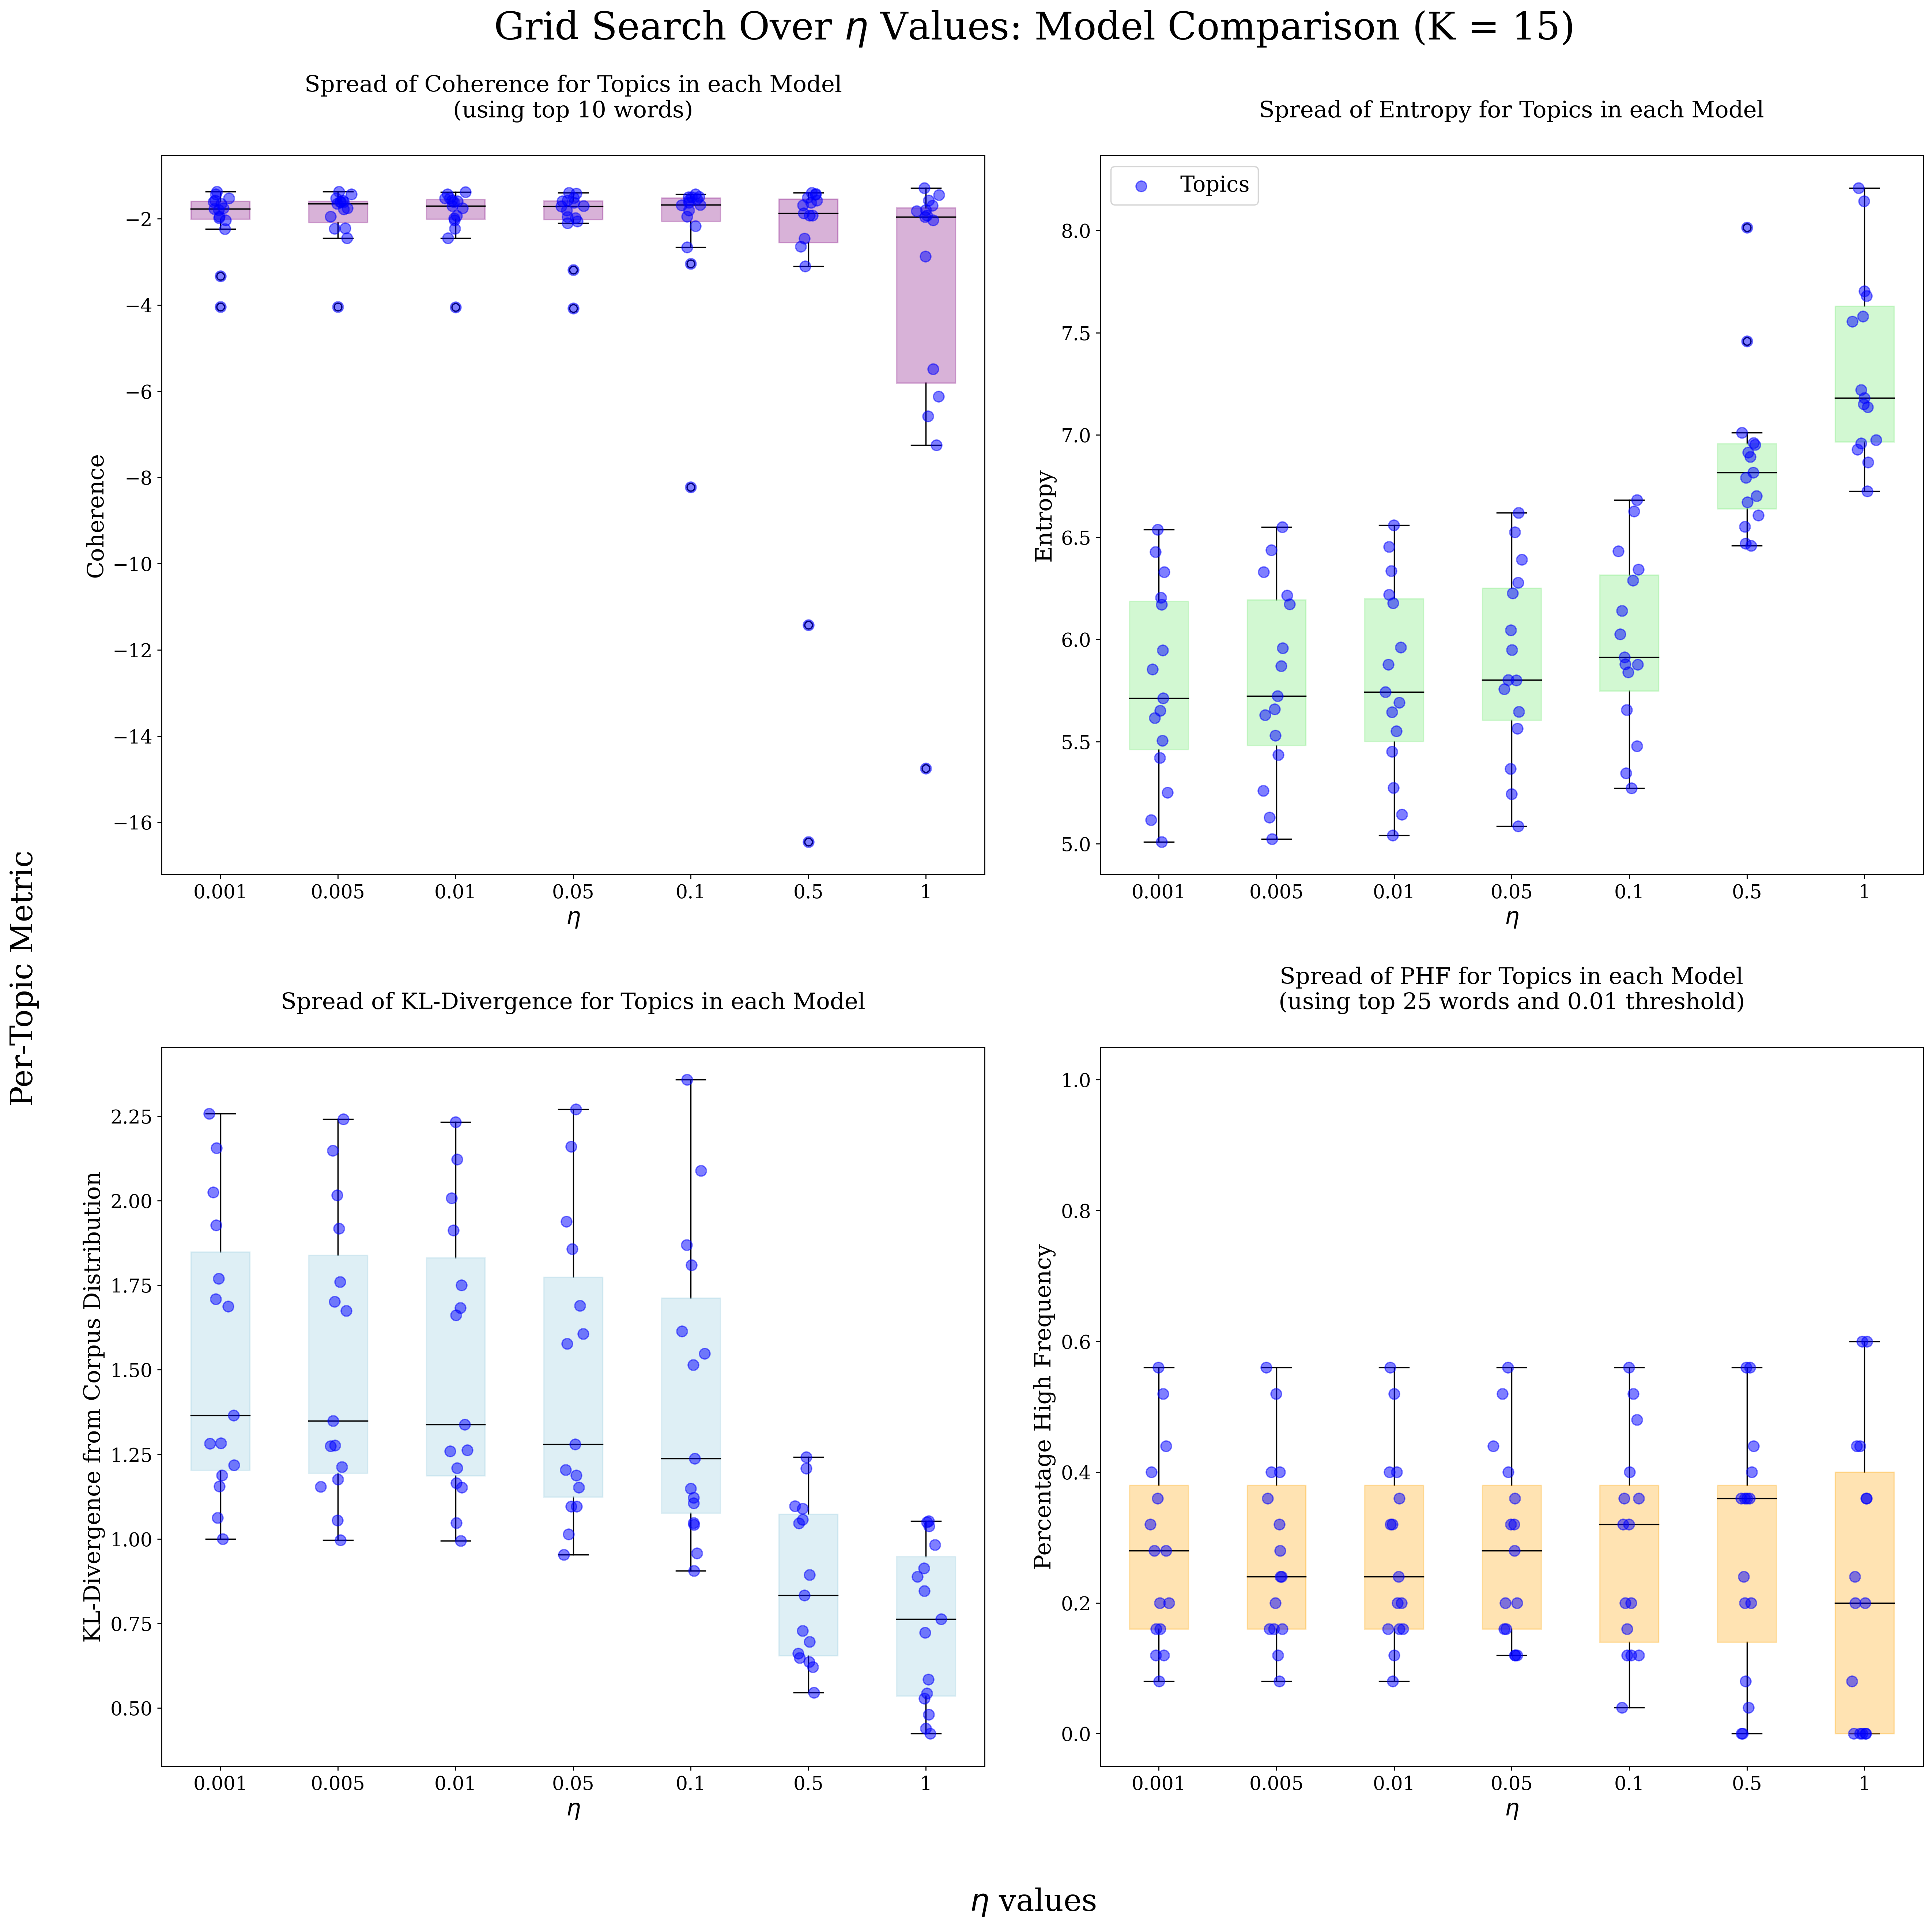 Grid Search Over η Values: Model Comparison (K = 15)
Spread of Coherence for Topics in each Model
(using top 10 words)
Coherence
−2
−4
−6
−8
−10
−12
−14
−16
0.001 0.005 0.01 0.05 0.1 0.5 1
η
Spread of Entropy for Topics in each Model
Topics
Entropy
8.0
7.5
7.0
6.5
6.0
5.5
5.0
0.001 0.005 0.01 0.05 0.1 0.5 1
η
Per-Topic Metric
Spread of KL-Divergence for Topics in each Model
KL-Divergence from Corpus Distribution
2.25
2.00
1.75
1.50
1.25
1.00
0.75
0.50
0.001 0.005 0.01 0.05 0.1 0.5 1
η
Spread of PHF for Topics in each Model
(using top 25 words and 0.01 threshold)
Percentage High Frequency
1.0
0.8
0.6
0.4
0.2
0.0
0.001 0.005 0.01 0.05 0.1 0.5 1
η
η values